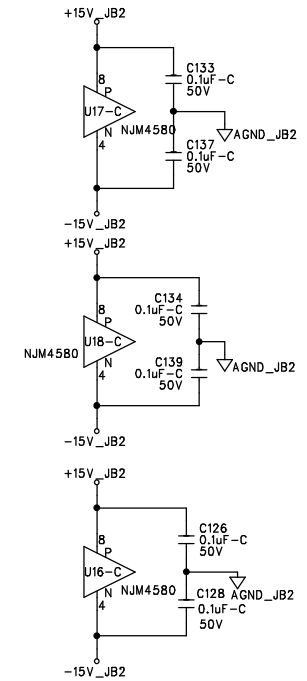 +15V_JB2
8
P
U17-C
N
4
NJM4580
C133
0.1uF-C
50V
AGND_JB2
C137
0.1uF-C
50V
-15V_JB2
+15V_JB2
8
P
U18-C
N
4
NJM4580
C134
0.1uF-C
50V
AGND_JB2
C139
0.1uF-C
50V
-15V_JB2
+15V_JB2
8
P
U16-C
N
4
NJM4580
C126
0.1uF-C
50V
AGND_JB2
C128
0.1uF-C
50V
-15V_JB2